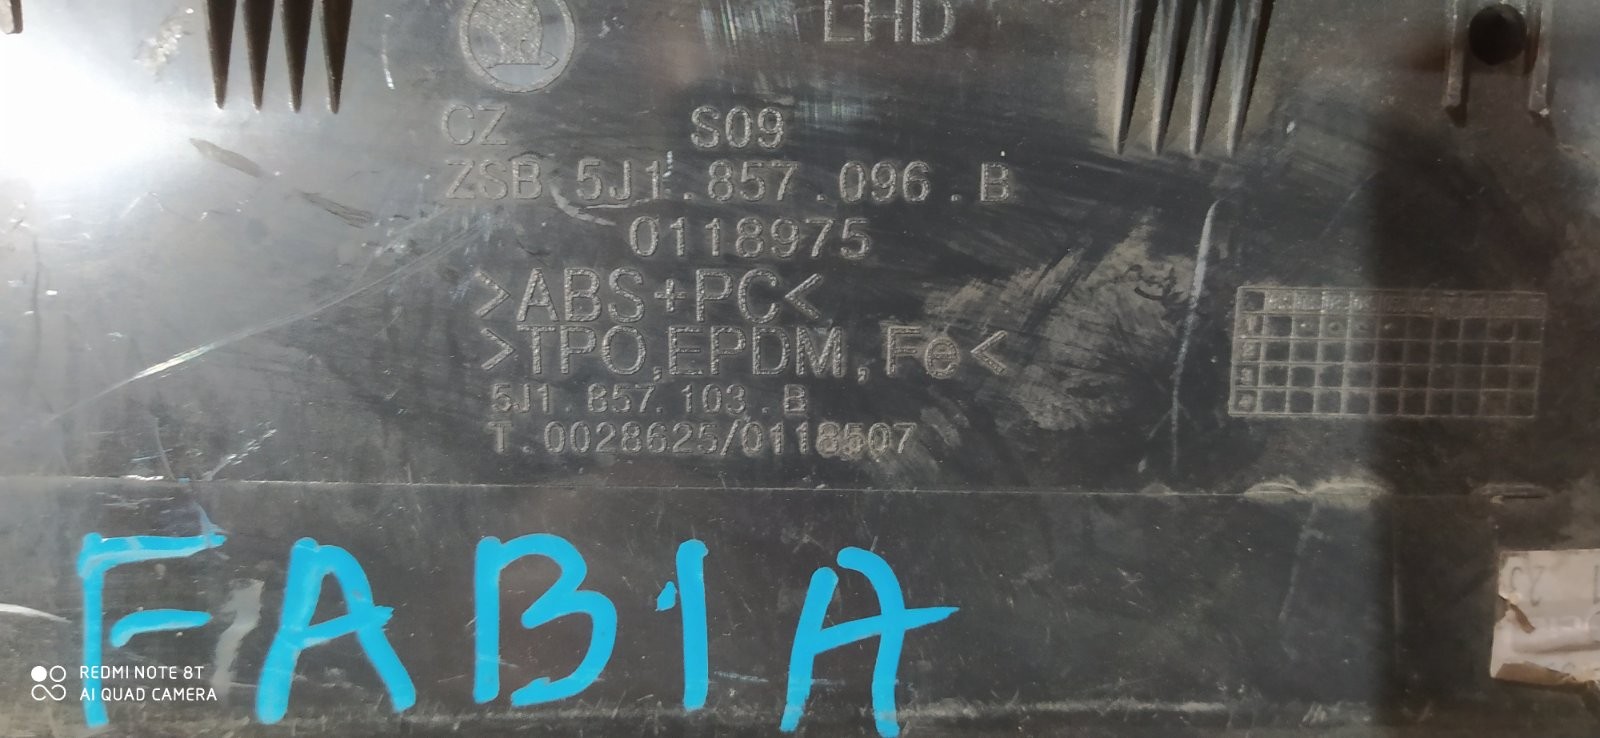 LHD
CZ S09
ZSB 5J1.857.096.B
0118975
>ABS+PC<
>TPO,EPDM,Fe<
5J1.857.103.B
T.0028625/0118507
FABIA
REDMI NOTE 8T
AI QUAD CAMERA